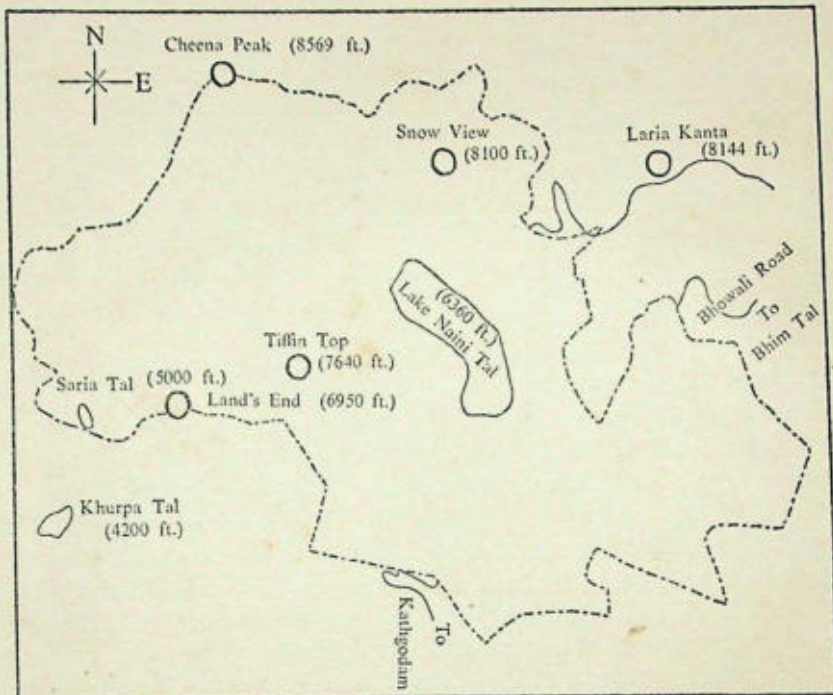 N
E
Cheena Peak (8569 ft.)
Snow View
(8100 ft.)
Laria Kanta
(8144 ft.)
Lake Naini Tal
(6360 ft.)
Bhowali Road
To
Bhim Tal
Tiffin Top
(7640 ft.)
Saria Tal (5000 ft.)
Land's End (6950 ft.)
Khurpa Tal
(4200 ft.)
To
Kathgodam